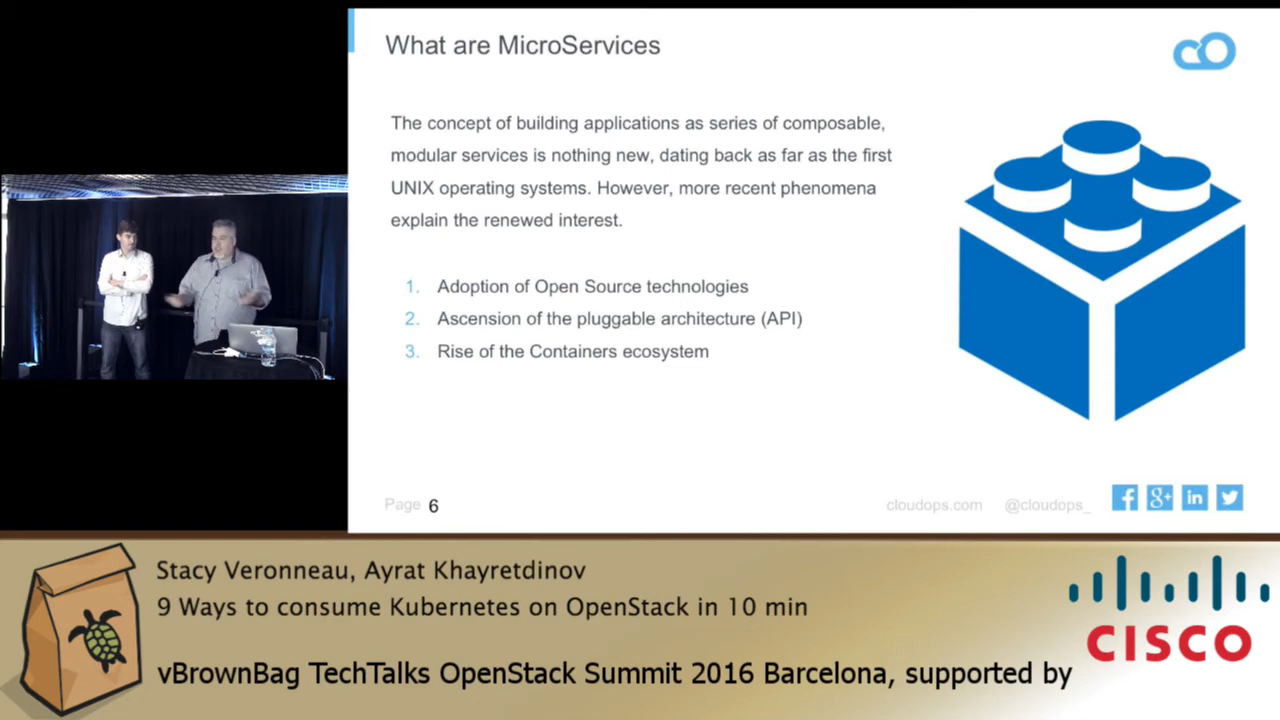 What are MicroServices
The concept of building applications as series of composable,
modular services is nothing new, dating back as far as the first
UNIX operating systems. However, more recent phenomena
explain the renewed interest.
1. Adoption of Open Source technologies
2. Ascension of the pluggable architecture (API)
3. Rise of the Containers ecosystem
Page 6
cloudops.com @cloudops_
Stacy Veronneau, Ayrat Khayretdinov
9 Ways to consume Kubernetes on OpenStack in 10 min
vBrownBag TechTalks OpenStack Summit 2016 Barcelona, supported by
CISCO